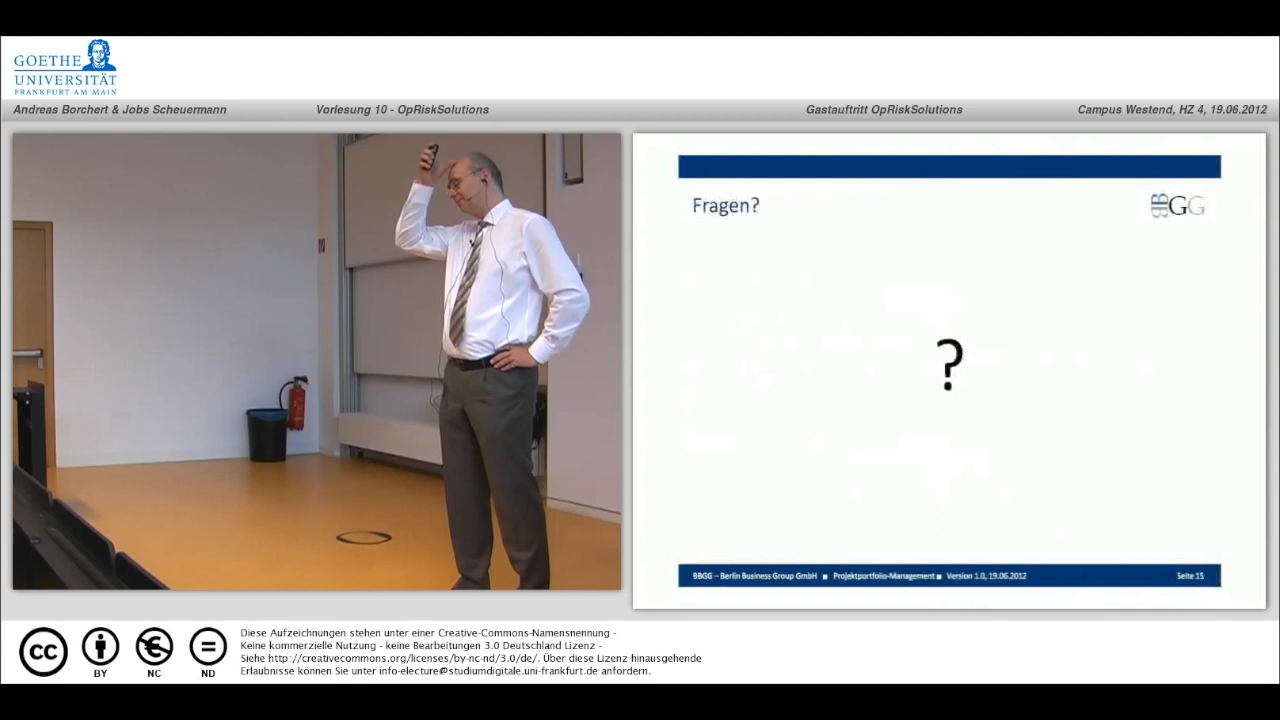 GOETHE
UNIVERSITÄT
FRANKFURT AM MAIN
Andreas Borchert & Jobs Scheuermann Vorlesung 10 - OpRiskSolutions Gastauftritt OpRiskSolutions Campus Westend, HZ 4, 19.06.2012
Fragen?
BBGG
?
BBGG – Berlin Business Group GmbH ■ Projektportfolio-Management ■ Version 1.0, 19.06.2012 Seite 15
cc
BY NC ND
Diese Aufzeichnungen stehen unter einer Creative-Commons-Namensnennung -
Keine kommerzielle Nutzung - keine Bearbeitungen 3.0 Deutschland Lizenz -
Siehe http://creativecommons.org/licenses/by-nc-nd/3.0/de/. Über diese Lizenz hinausgehende
Erlaubnisse können Sie unter info-electure@studiumdigitale.uni-frankfurt.de anfordern.